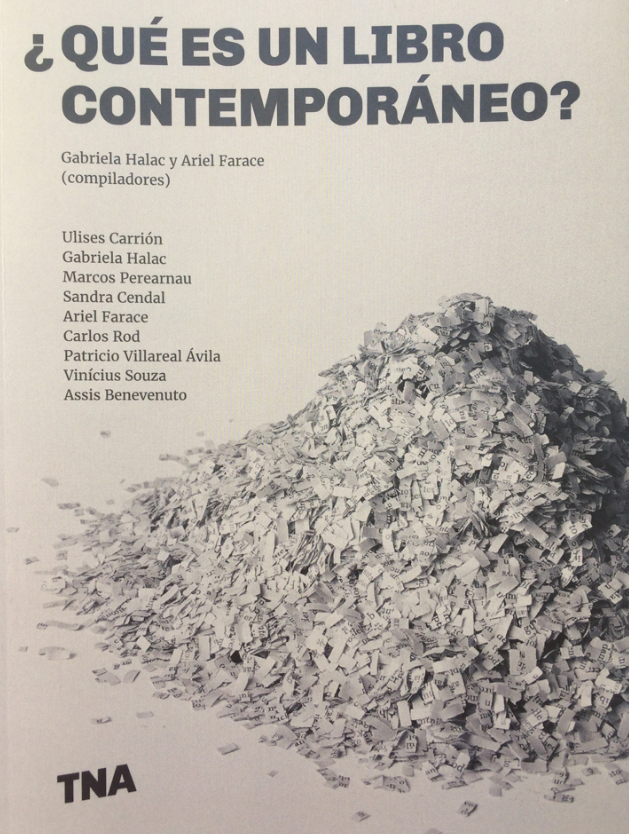 ¿QUÉ ES UN LIBRO
CONTEMPORÁNEO?
Gabriela Halac y Ariel Farace
(compiladores)
Ulises Carrión
Gabriela Halac
Marcos Perearnau
Sandra Cendal
Ariel Farace
Carlos Rod
Patricio Villareal Ávila
Vinícius Souza
Assis Benevenuto
TNA